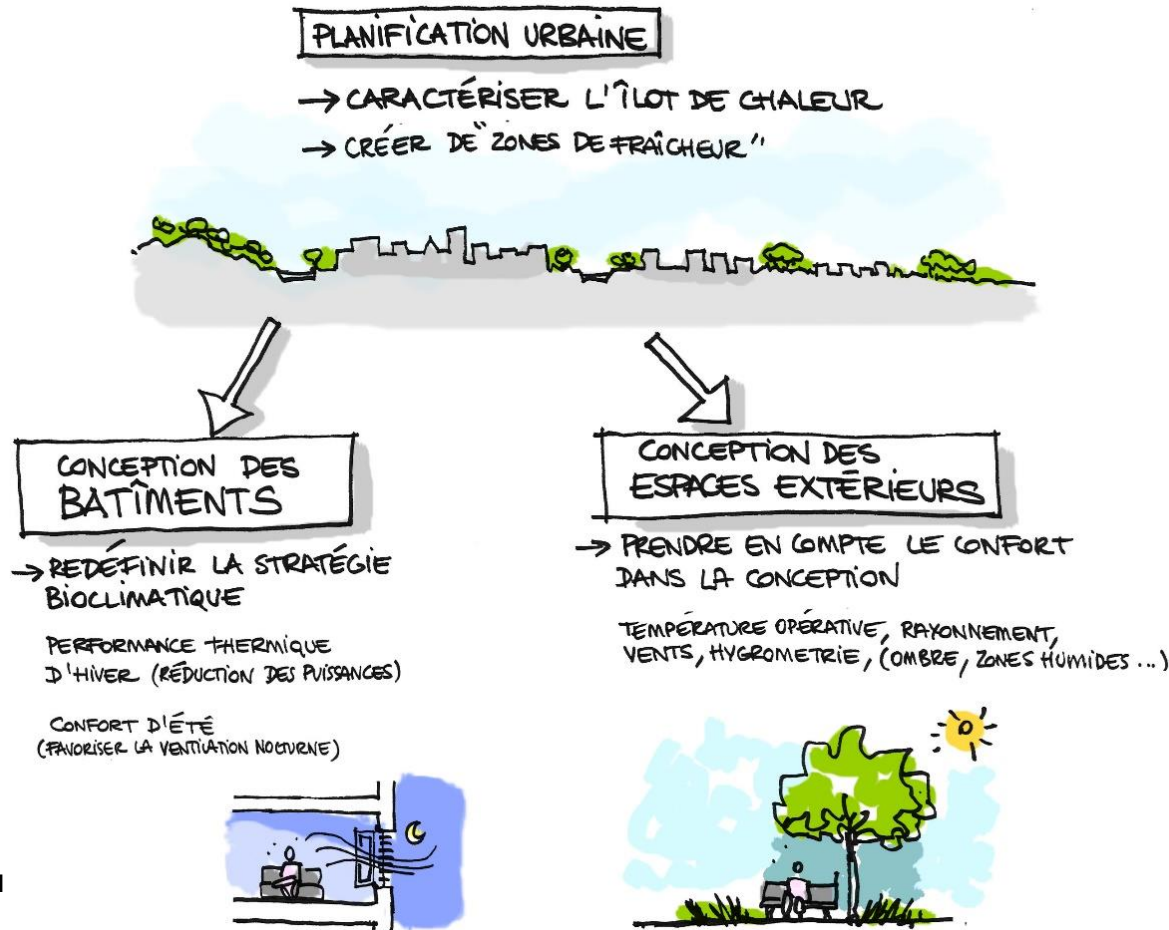 PLANIFICATION URBAINE
→ CARACTÉRISER L'ÎLOT DE CHALEUR
→ CRÉER DE "ZONES DE FRAÎCHEUR"
CONCEPTION DES
BATÎMENTS
→ REDÉFINIR LA STRATÉGIE
BIOCLIMATIQUE
PERFORMANCE THERMIQUE
D'HIVER (RÉDUCTION DES PUISSANCES)
CONFORT D'ÉTÉ
(FAVORISER LA VENTILATION NOCTURNE)
CONCEPTION DES
ESPACES EXTÉRIEURS
→ PRENDRE EN COMPTE LE CONFORT
DANS LA CONCEPTION
TEMPÉRATURE OPÉRATIVE, RAYONNEMENT,
VENTS, HYGROMETRIE, (OMBRE, ZONES HUMIDES ...)